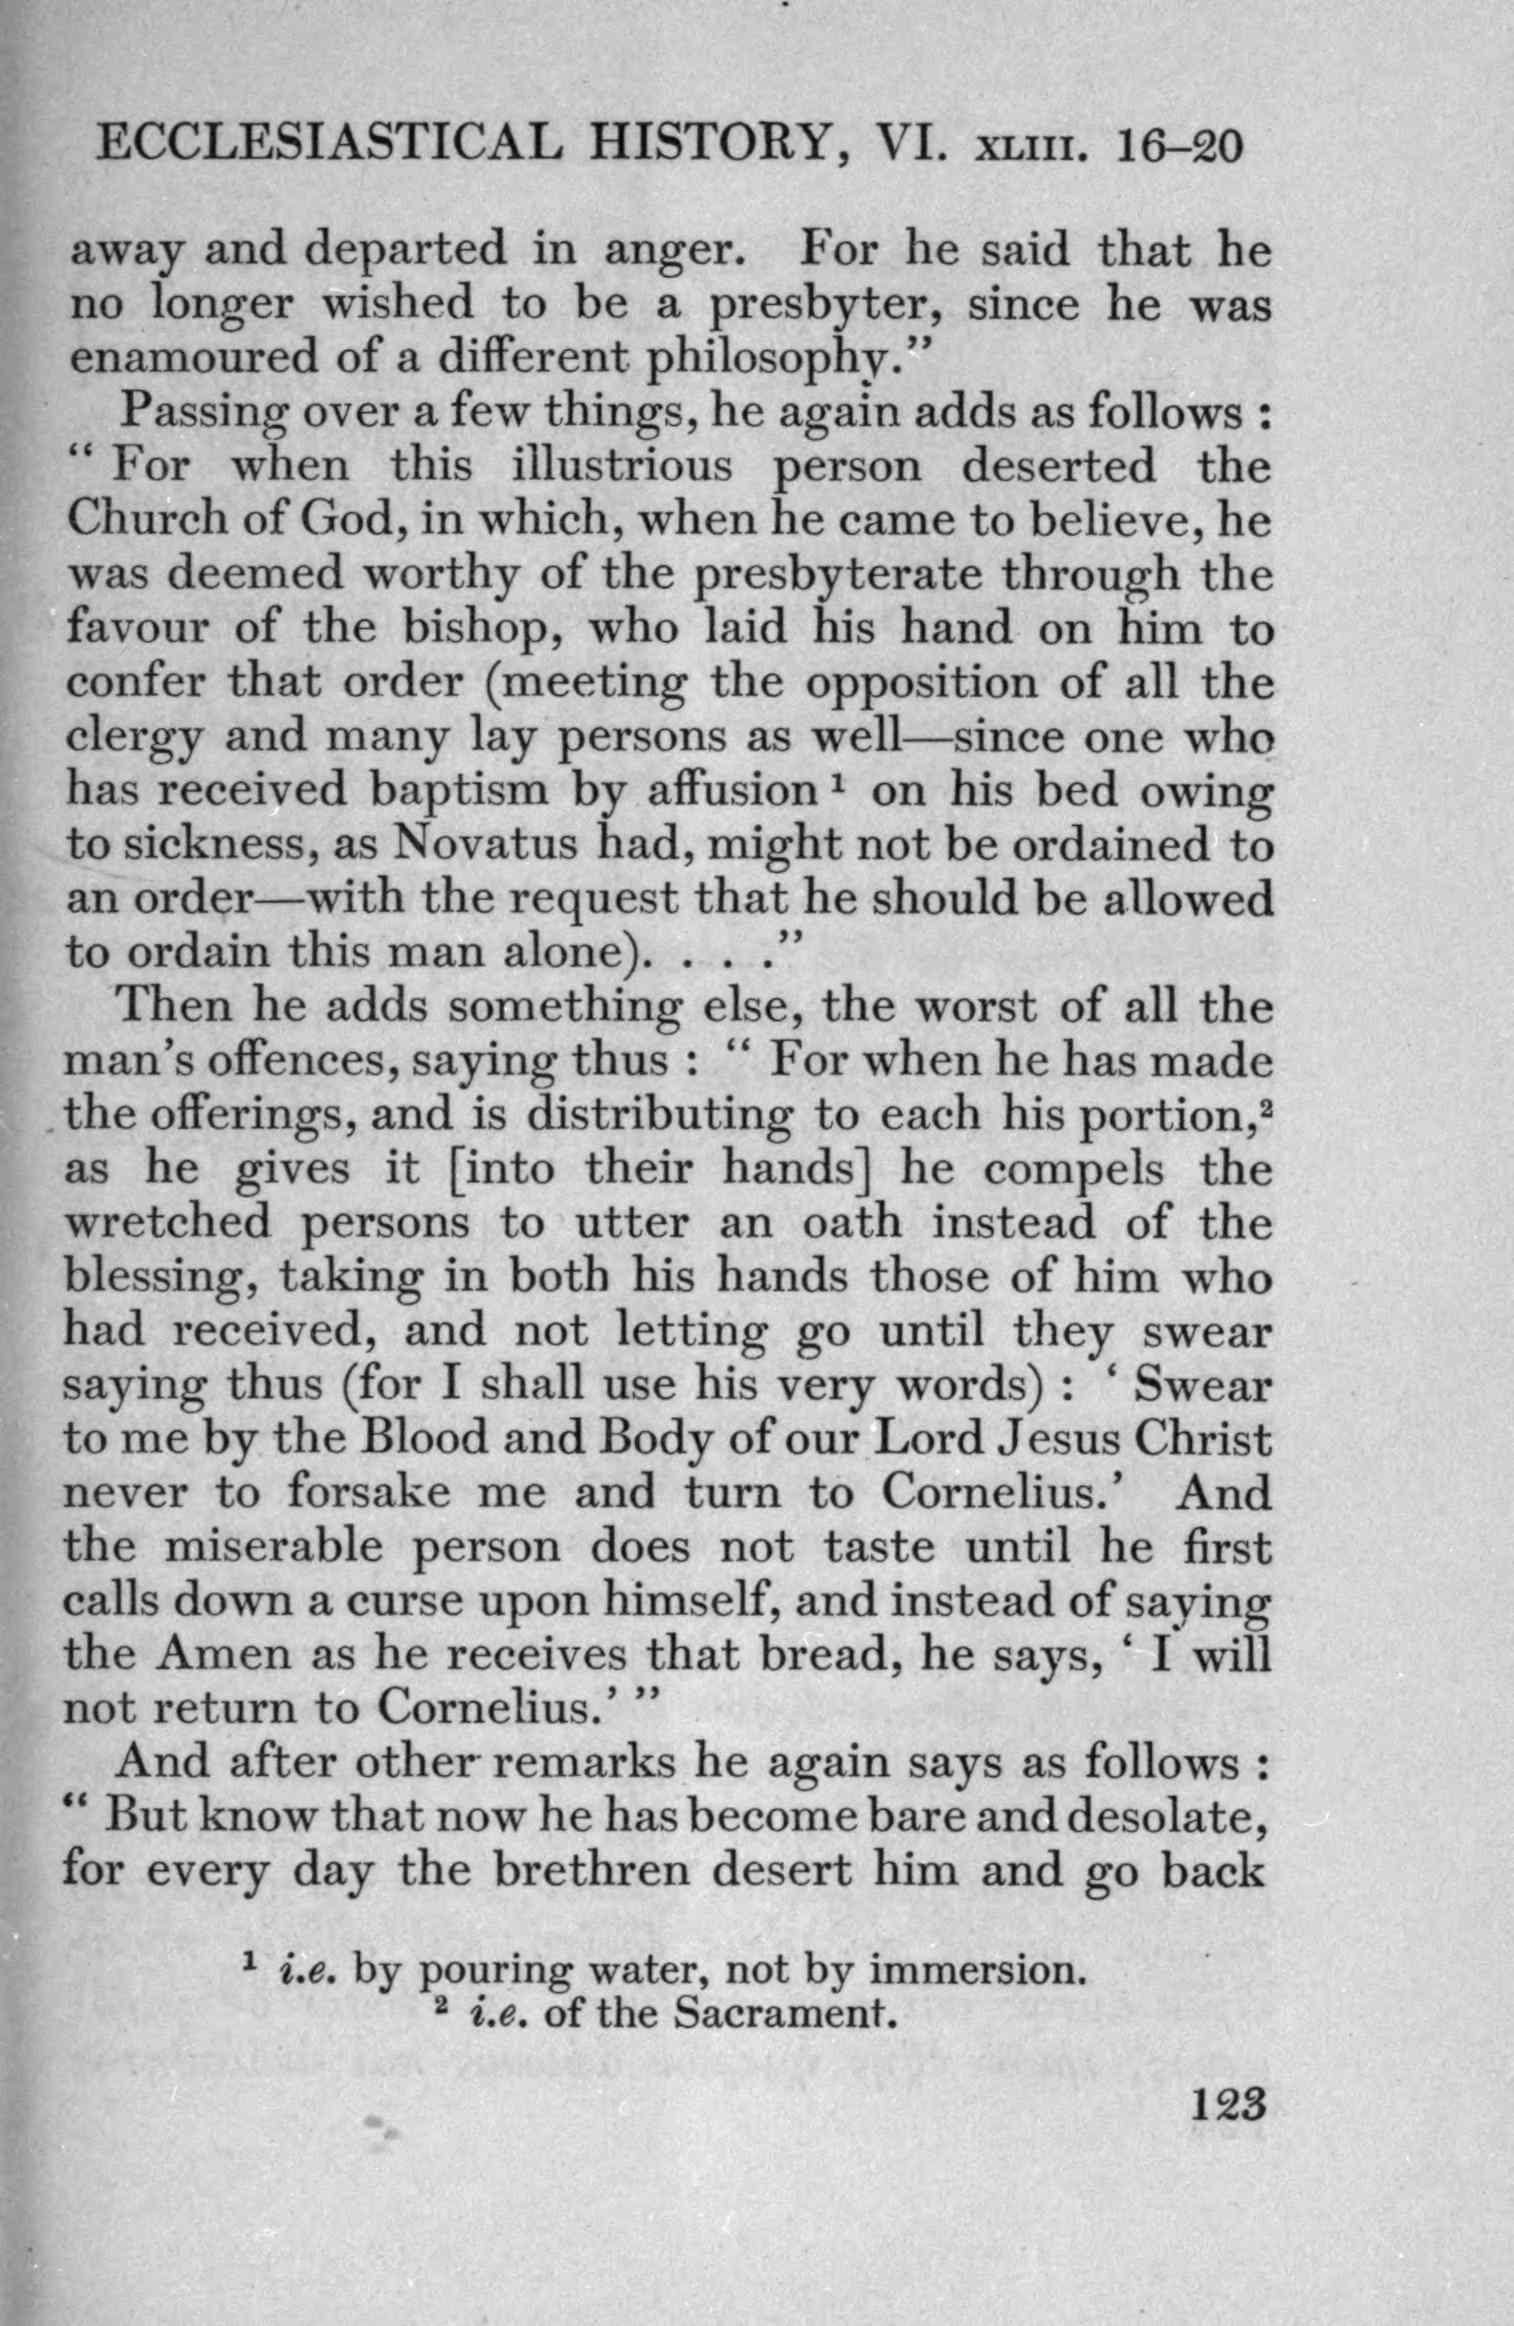 ECCLESIASTICAL HISTORY, VI. XLIII. 16–20
away and departed in anger. For he said that he
no longer wished to be a presbyter, since he was
enamoured of a different philosophy.”
Passing over a few things, he again adds as follows :
“ For when this illustrious person deserted the
Church of God, in which, when he came to believe, he
was deemed worthy of the presbyterate through the
favour of the bishop, who laid his hand on him to
confer that order (meeting the opposition of all the
clergy and many lay persons as well—since one who
has received baptism by affusion ¹ on his bed owing
to sickness, as Novatus had, might not be ordained to
an order—with the request that he should be allowed
to ordain this man alone). . . .”
Then he adds something else, the worst of all the
man’s offences, saying thus : “ For when he has made
the offerings, and is distributing to each his portion,²
as he gives it [into their hands] he compels the
wretched persons to utter an oath instead of the
blessing, taking in both his hands those of him who
had received, and not letting go until they swear
saying thus (for I shall use his very words) : ‘ Swear
to me by the Blood and Body of our Lord Jesus Christ
never to forsake me and turn to Cornelius.’ And
the miserable person does not taste until he first
calls down a curse upon himself, and instead of saying
the Amen as he receives that bread, he says, ‘ I will
not return to Cornelius.’ ”
And after other remarks he again says as follows :
“ But know that now he has become bare and desolate,
for every day the brethren desert him and go back
¹ i.e. by pouring water, not by immersion.
² i.e. of the Sacrament.
123